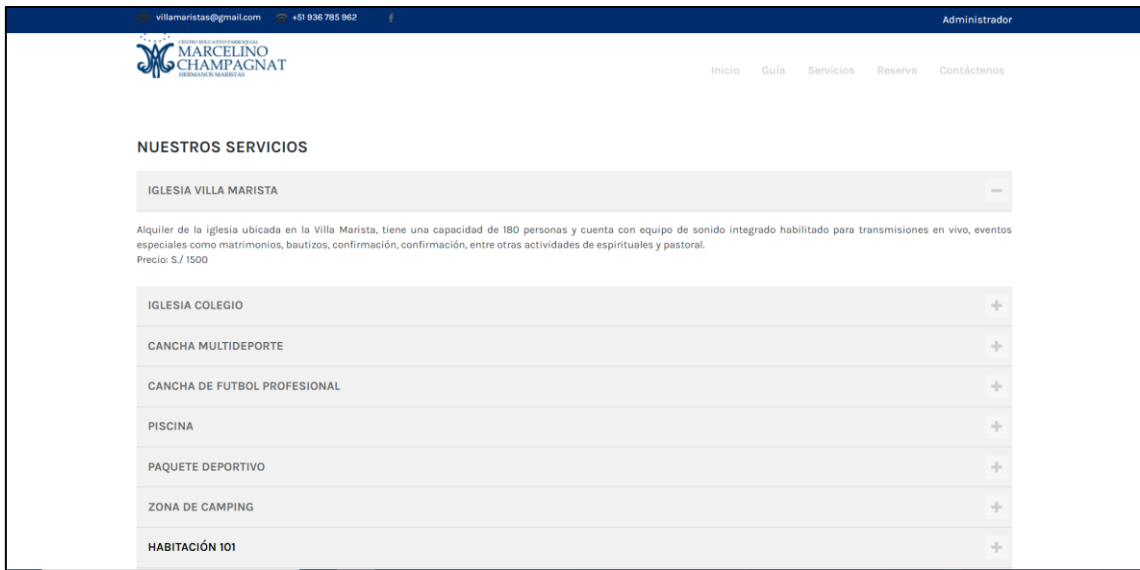 villamaristas@gmail.com +51 936 785 962 Administrador
CENTRO EDUCATIVO PARROQUIAL
MARCELINO
CHAMPAGNAT
HERMANOS MARISTAS
Inicio Guía Servicios Reserva Contáctenos
NUESTROS SERVICIOS
IGLESIA VILLA MARISTA
Alquiler de la iglesia ubicada en la Villa Marista, tiene una capacidad de 180 personas y cuenta con equipo de sonido integrado habilitado para transmisiones en vivo, eventos
especiales como matrimonios, bautizos, confirmación, confirmación, entre otras actividades de espirituales y pastoral.
Precio: S./ 1500
IGLESIA COLEGIO
CANCHA MULTIDEPORTE
CANCHA DE FUTBOL PROFESIONAL
PISCINA
PAQUETE DEPORTIVO
ZONA DE CAMPING
HABITACIÓN 101